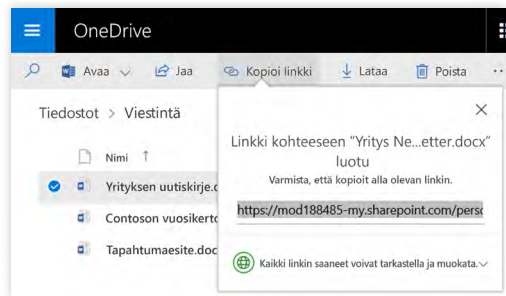 OneDrive
Avaa Jaa Kopioi linkki Lataa Poista ..
Tiedostot > Viestintä
Linkki kohteeseen "Yritys Ne...etter.docx"
luotu
Varmista, että kopioit alla olevan linkin.
https://mod188485-my.sharepoint.com/perso
Kaikki linkin saaneet voivat tarkastella ja muokata.
Nimi ↑
Yrityksen uutiskirje.d
Contoson vuosikerto
Tapahtumaesite.doc